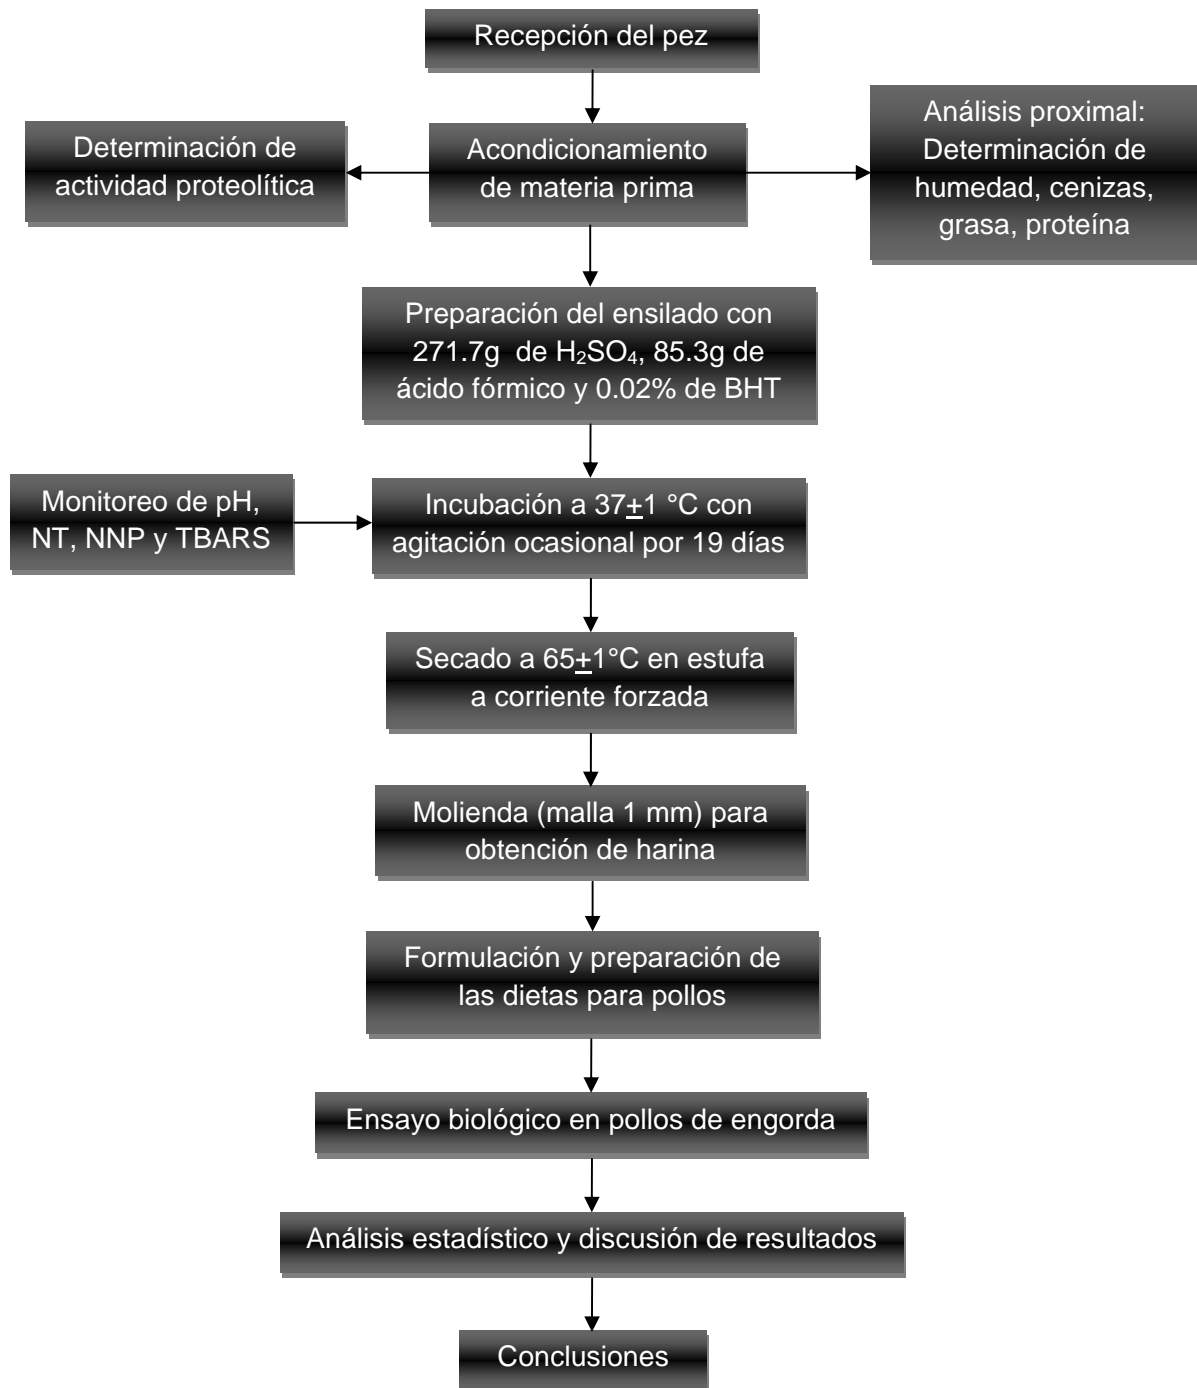 Recepción del pez
Determinación de
actividad proteolítica
Acondicionamiento
de materia prima
Análisis proximal:
Determinación de
humedad, cenizas,
grasa, proteína
Preparación del ensilado con
271.7g de H₂SO₄, 85.3g de
ácido fórmico y 0.02% de BHT
Monitoreo de pH,
NT, NNP y TBARS
Incubación a 37±1 °C con
agitación ocasional por 19 días
Secado a 65±1°C en estufa
a corriente forzada
Molienda (malla 1 mm) para
obtención de harina
Formulación y preparación de
las dietas para pollos
Ensayo biológico en pollos de engorda
Análisis estadístico y discusión de resultados
Conclusiones